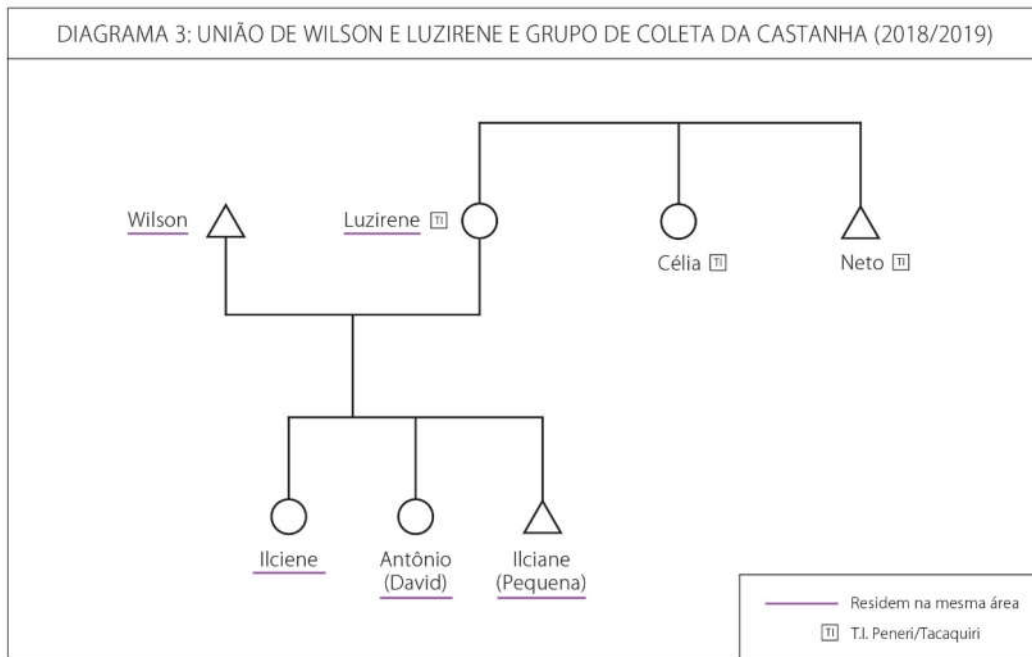 DIAGRAMA 3: UNIÃO DE WILSON E LUZIRENE E GRUPO DE COLETA DA CASTANHA (2018/2019)
Wilson
Luzirene TI
Célia TI
Neto TI
Ilciene
Antônio
(David)
Ilciane
(Pequena)
Residem na mesma área
TI T.I. Peneri/Tacaquiri